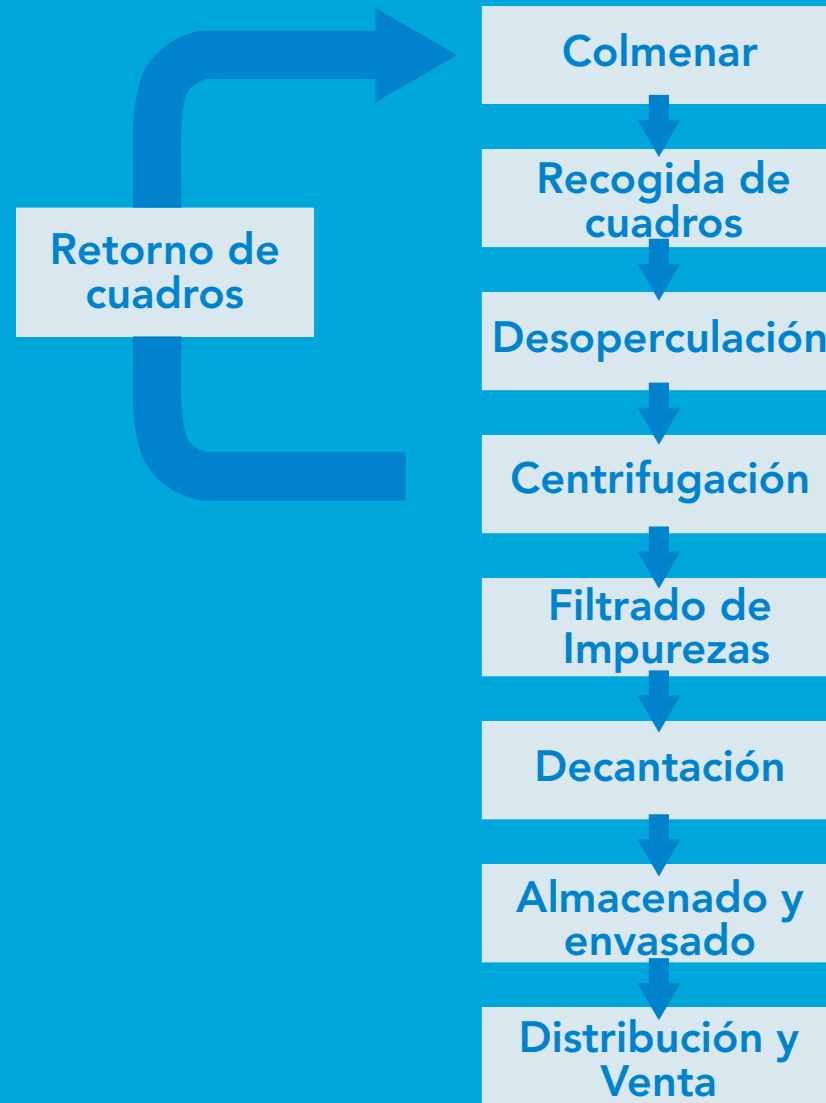 Colmenar
Recogida de
cuadros
Retorno de
cuadros
Desoperculación
Centrifugación
Filtrado de
Impurezas
Decantación
Almacenado y
envasado
Distribución y
Venta